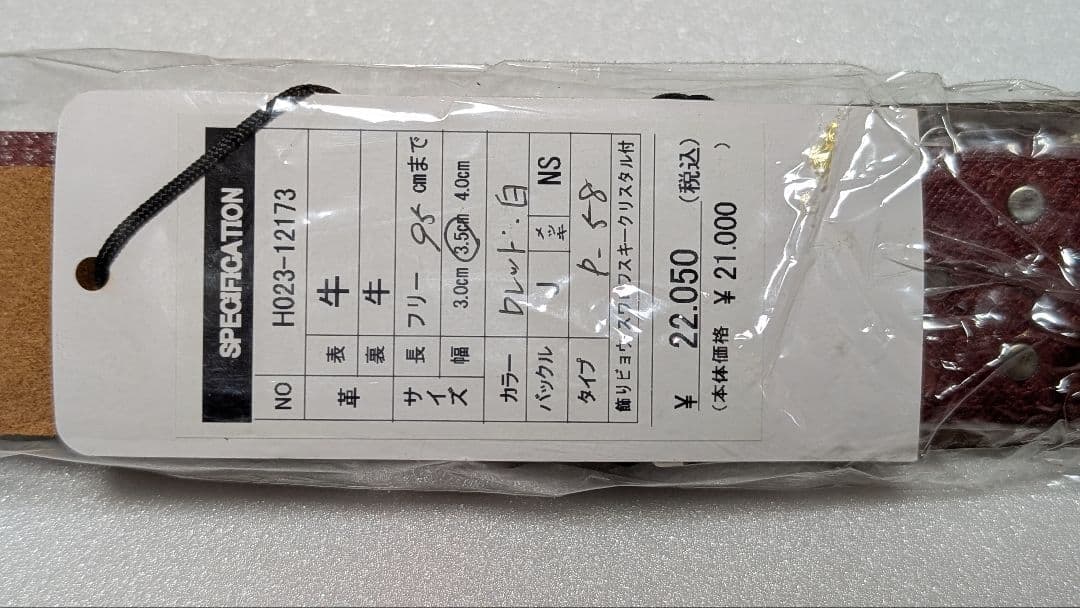 SPECIFICATION
NO H023-12173
革 表 牛
裏 牛
サイズ 長 フリー 95 cmまで
幅 3.0cm 3.5cm 4.0cm
カラー ワレット:白
バックル J メッキ NS
タイプ P-58
飾りビョウスワロフスキークリスタル付
¥ 22.050 (税込)
(本体価格 ¥ 21.000 )